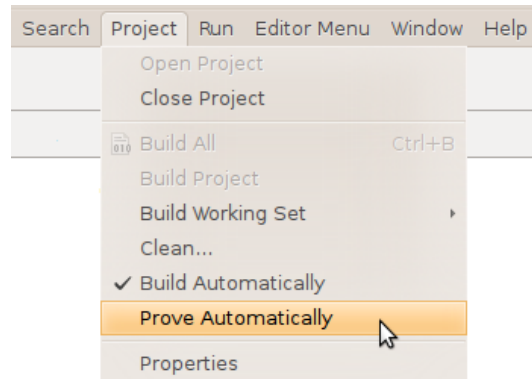 Search Project Run Editor Menu Window Help
Open Project
Close Project
010 Build All Ctrl+B
Build Project
Build Working Set
Clean...
Build Automatically
Prove Automatically
Properties